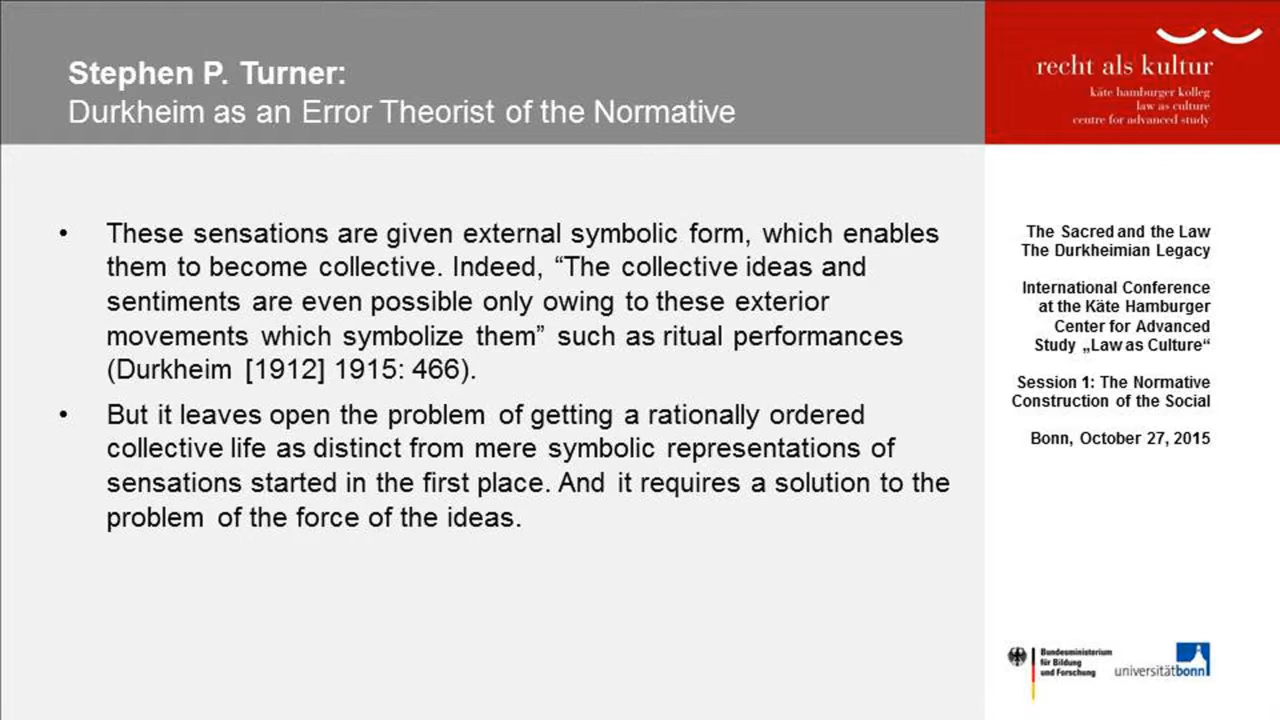 Stephen P. Turner:
Durkheim as an Error Theorist of the Normative
• These sensations are given external symbolic form, which enables
them to become collective. Indeed, “The collective ideas and
sentiments are even possible only owing to these exterior
movements which symbolize them” such as ritual performances
(Durkheim [1912] 1915: 466).
• But it leaves open the problem of getting a rationally ordered
collective life as distinct from mere symbolic representations of
sensations started in the first place. And it requires a solution to the
problem of the force of the ideas.
recht als kultur
käte hamburger kolleg
law as culture
centre for advanced study
The Sacred and the Law
The Durkheimian Legacy
International Conference
at the Käte Hamburger
Center for Advanced
Study „Law as Culture“
Session 1: The Normative
Construction of the Social
Bonn, October 27, 2015
Bundesministerium
für Bildung
und Forschung
universitätbonn